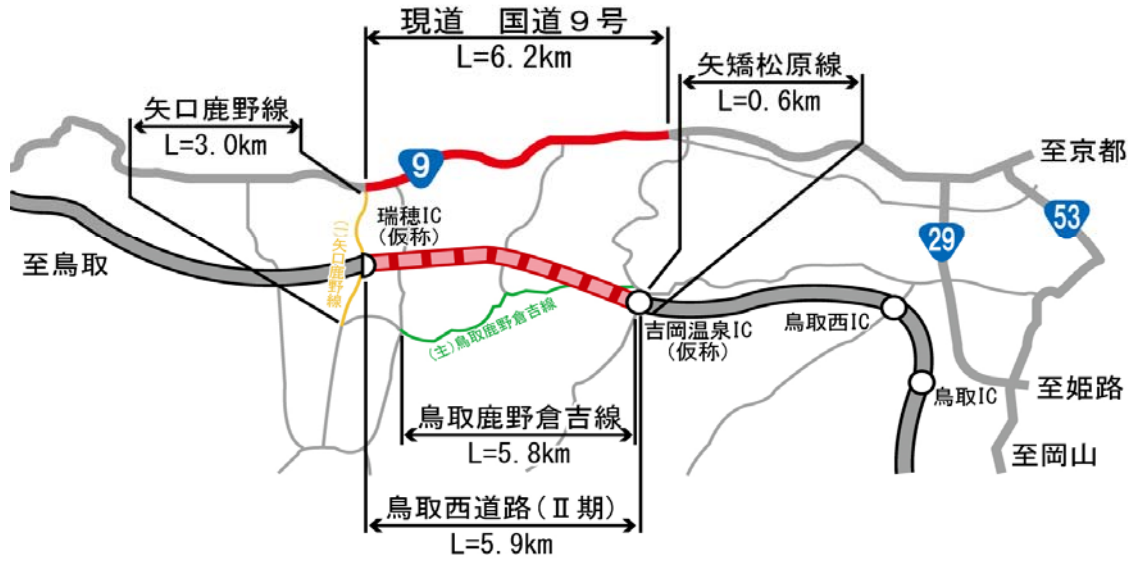 現道 国道9号
L=6.2km
矢矯松原線
L=0.6km
矢口鹿野線
L=3.0km
至京都
9
53
瑞穂IC
(仮称)
29
至鳥取
(一)矢口鹿野線
(主)鳥取鹿野倉吉線
吉岡温泉IC
(仮称)
鳥取西IC
鳥取IC
至姫路
鳥取鹿野倉吉線
L=5.8km
至岡山
鳥取西道路(Ⅱ期)
L=5.9km